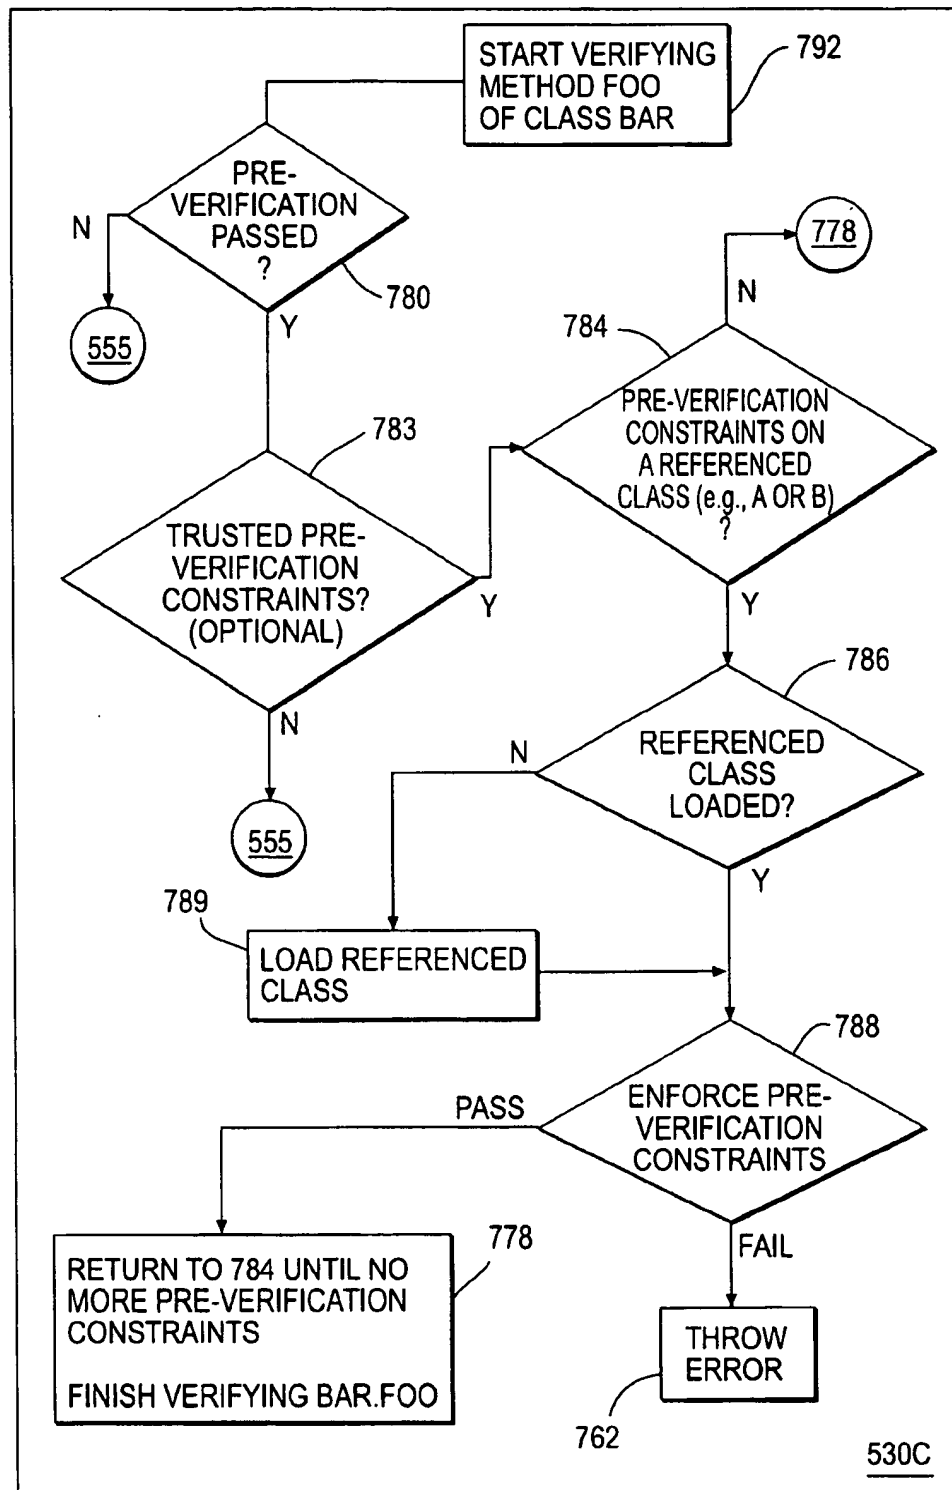 START VERIFYING
METHOD FOO
OF CLASS BAR
792
PRE-
VERIFICATION
PASSED
?
N
780
Y
555
778
N
784
PRE-VERIFICATION
CONSTRAINTS ON
A REFERENCED
CLASS (e.g., A OR B)
?
783
TRUSTED PRE-
VERIFICATION
CONSTRAINTS?
(OPTIONAL)
Y
Y
N
555
786
REFERENCED
CLASS
LOADED?
N
Y
789
LOAD REFERENCED
CLASS
788
ENFORCE PRE-
VERIFICATION
CONSTRAINTS
PASS
FAIL
778
RETURN TO 784 UNTIL NO
MORE PRE-VERIFICATION
CONSTRAINTS
FINISH VERIFYING BAR.FOO
THROW
ERROR
762
530C